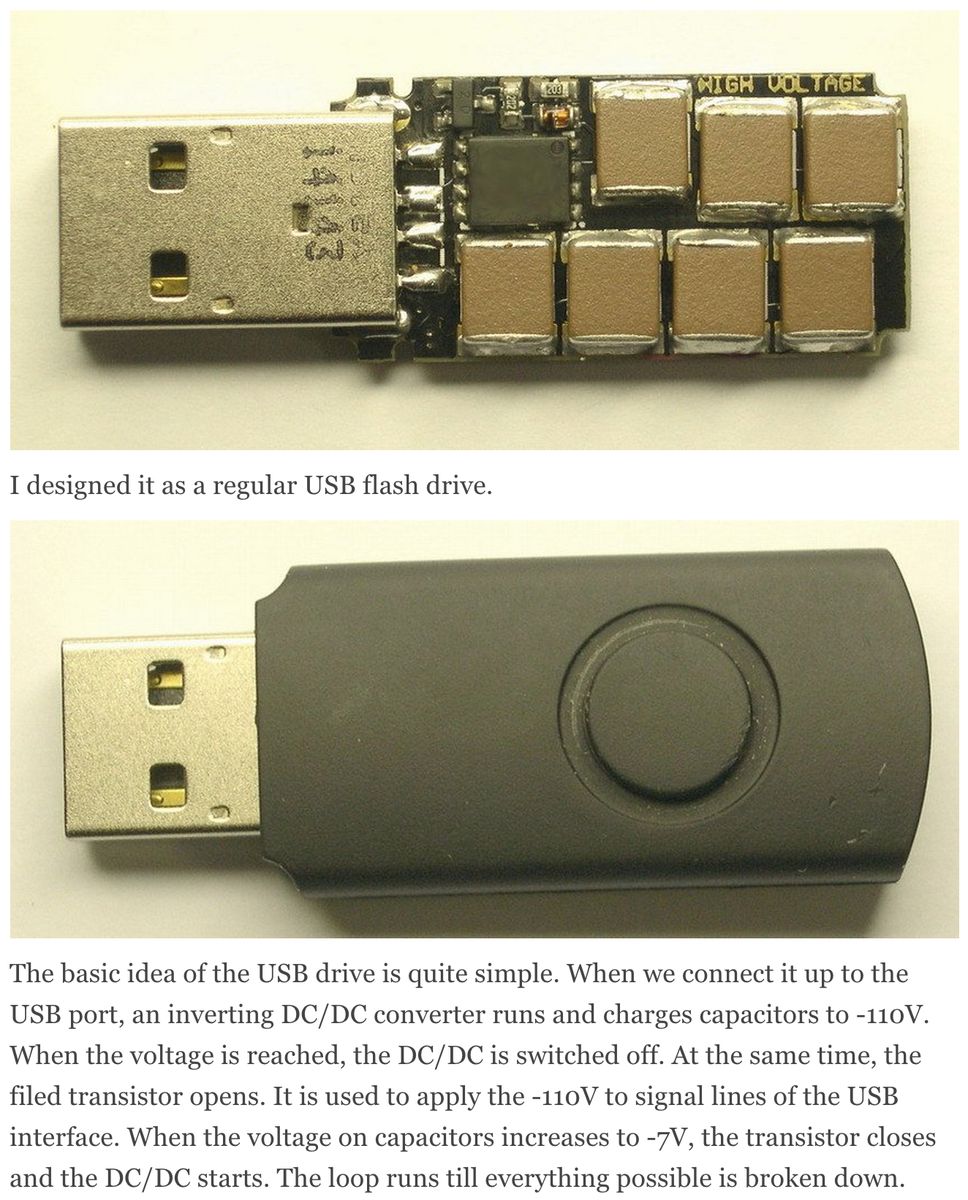 HIGH VOLTAGE
202
203
I designed it as a regular USB flash drive.
The basic idea of the USB drive is quite simple. When we connect it up to the
USB port, an inverting DC/DC converter runs and charges capacitors to -110V.
When the voltage is reached, the DC/DC is switched off. At the same time, the
filed transistor opens. It is used to apply the -110V to signal lines of the USB
interface. When the voltage on capacitors increases to -7V, the transistor closes
and the DC/DC starts. The loop runs till everything possible is broken down.